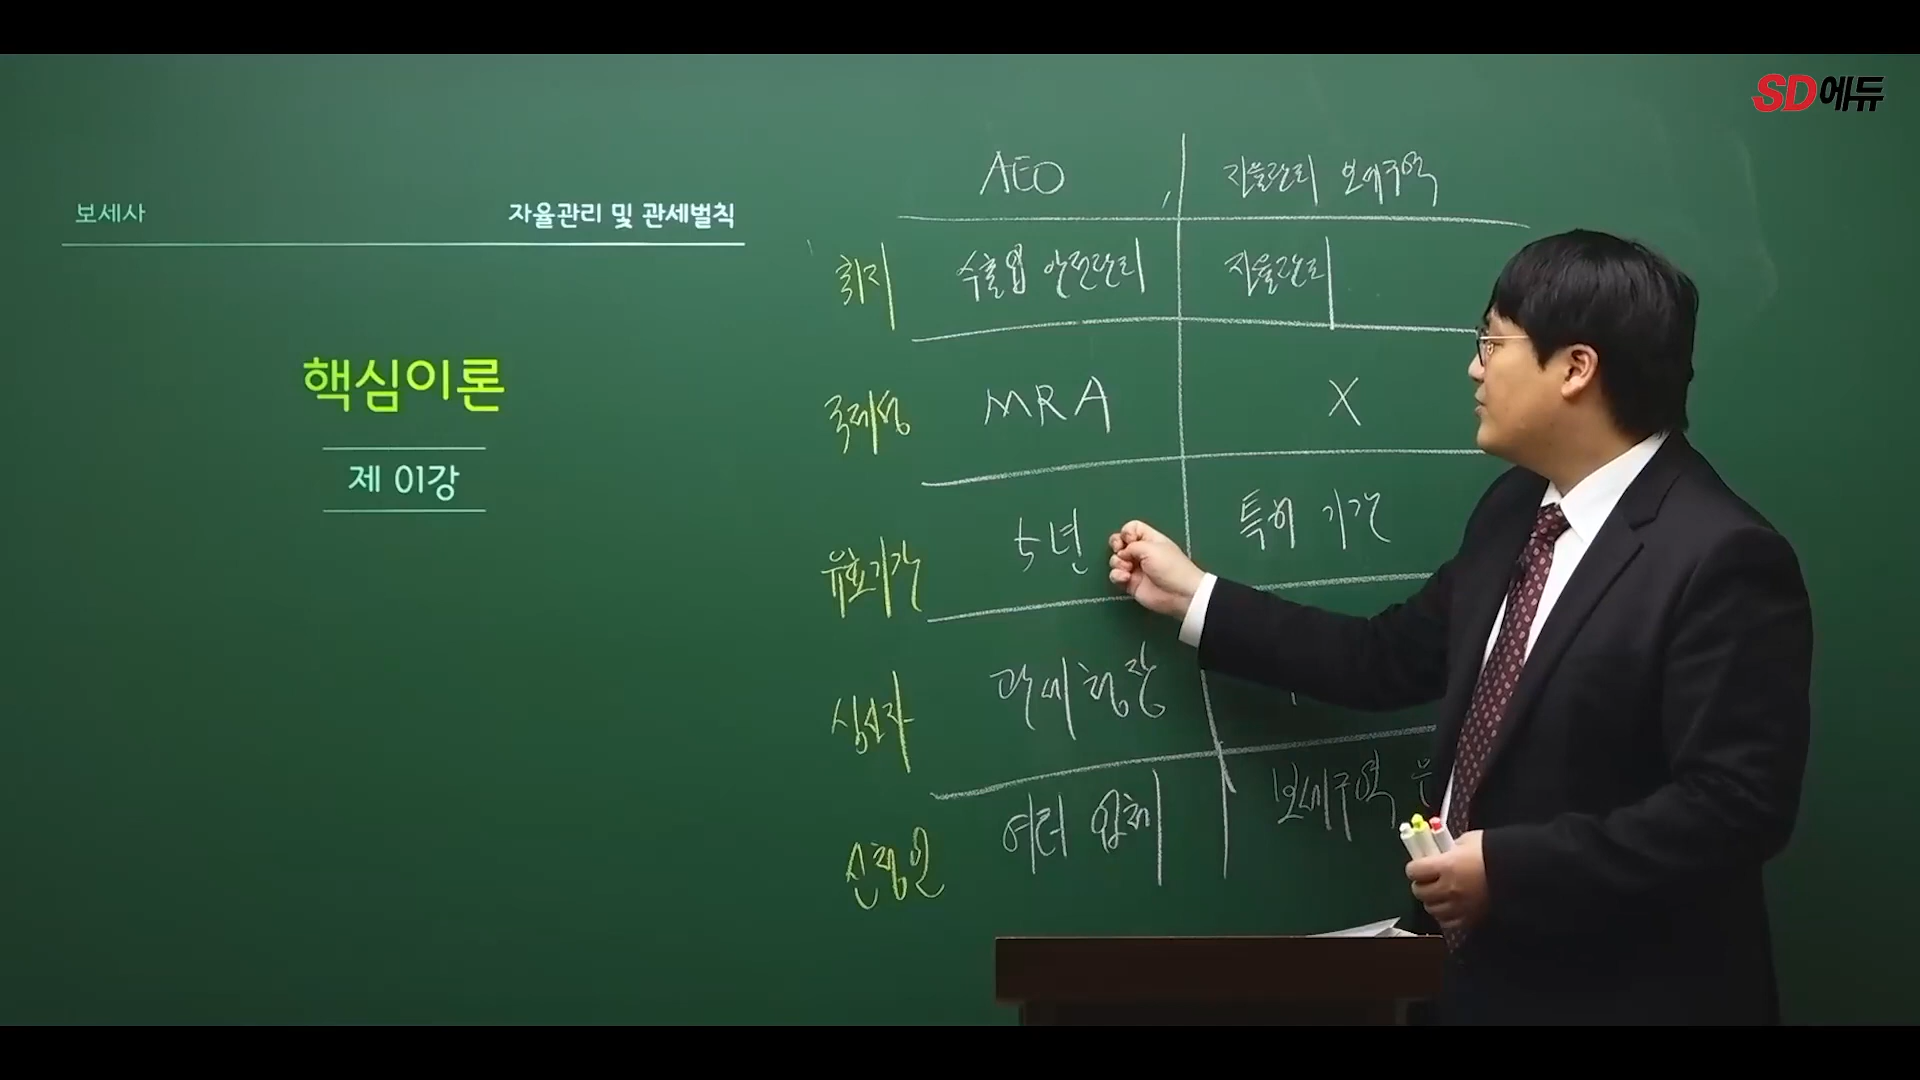 SD에듀
보세사 자율관리 및 관세벌칙
핵심이론
제 01강
AEO 자율관리 보세구역
취지 수출입 안전관리 자율관리
국제성 MRA X
유효기간 5년 특허 기간
심사자 관세청장
신청인 여러 업체 보세구역